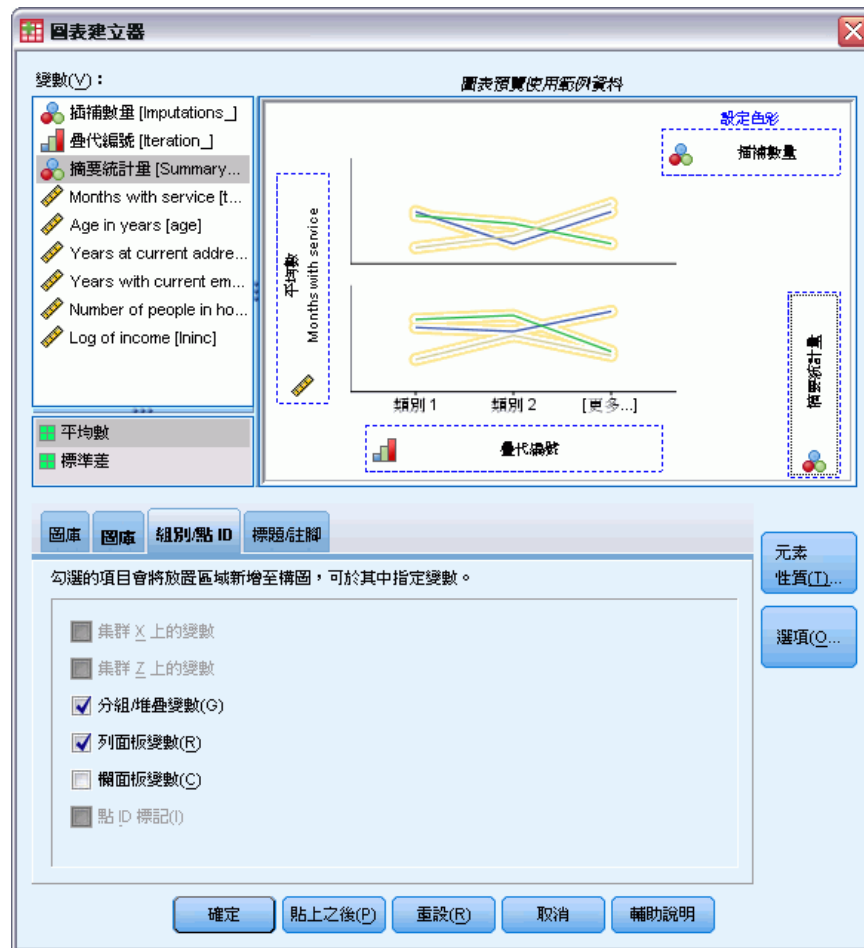 圖表建立器
變數(V)：
圖表預覽使用範例資料
插補數量 [Imputations_]
疊代編號 [Iteration_]
摘要統計量 [Summary...
Months with service [t...
Age in years [age]
Years at current addre...
Years with current em...
Number of people in ho...
Log of income [lninc]
平均數
標準差
設定色彩
插補數量
平均數
Months with service
類別 1 類別 2 [更多...]
疊代編號
摘要統計量
圖庫 圖庫 組別/點 ID 標題/註腳
勾選的項目會將放置區域新增至構圖，可於其中指定變數。
集群 X 上的變數
集群 Z 上的變數
分組/堆疊變數(G)
列面板變數(R)
欄面板變數(C)
點 ID 標記(I)
元素
性質(T)...
選項(O...
確定 貼上之後(P) 重設(R) 取消 輔助說明